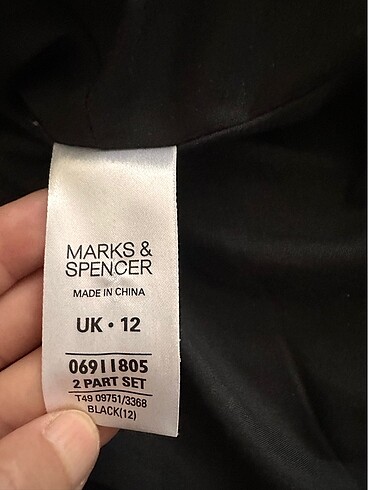 MARKS &
SPENCER
MADE IN CHINA
UK • 12
06911805
2 PART SET
T49 09751/3368
BLACK(12)